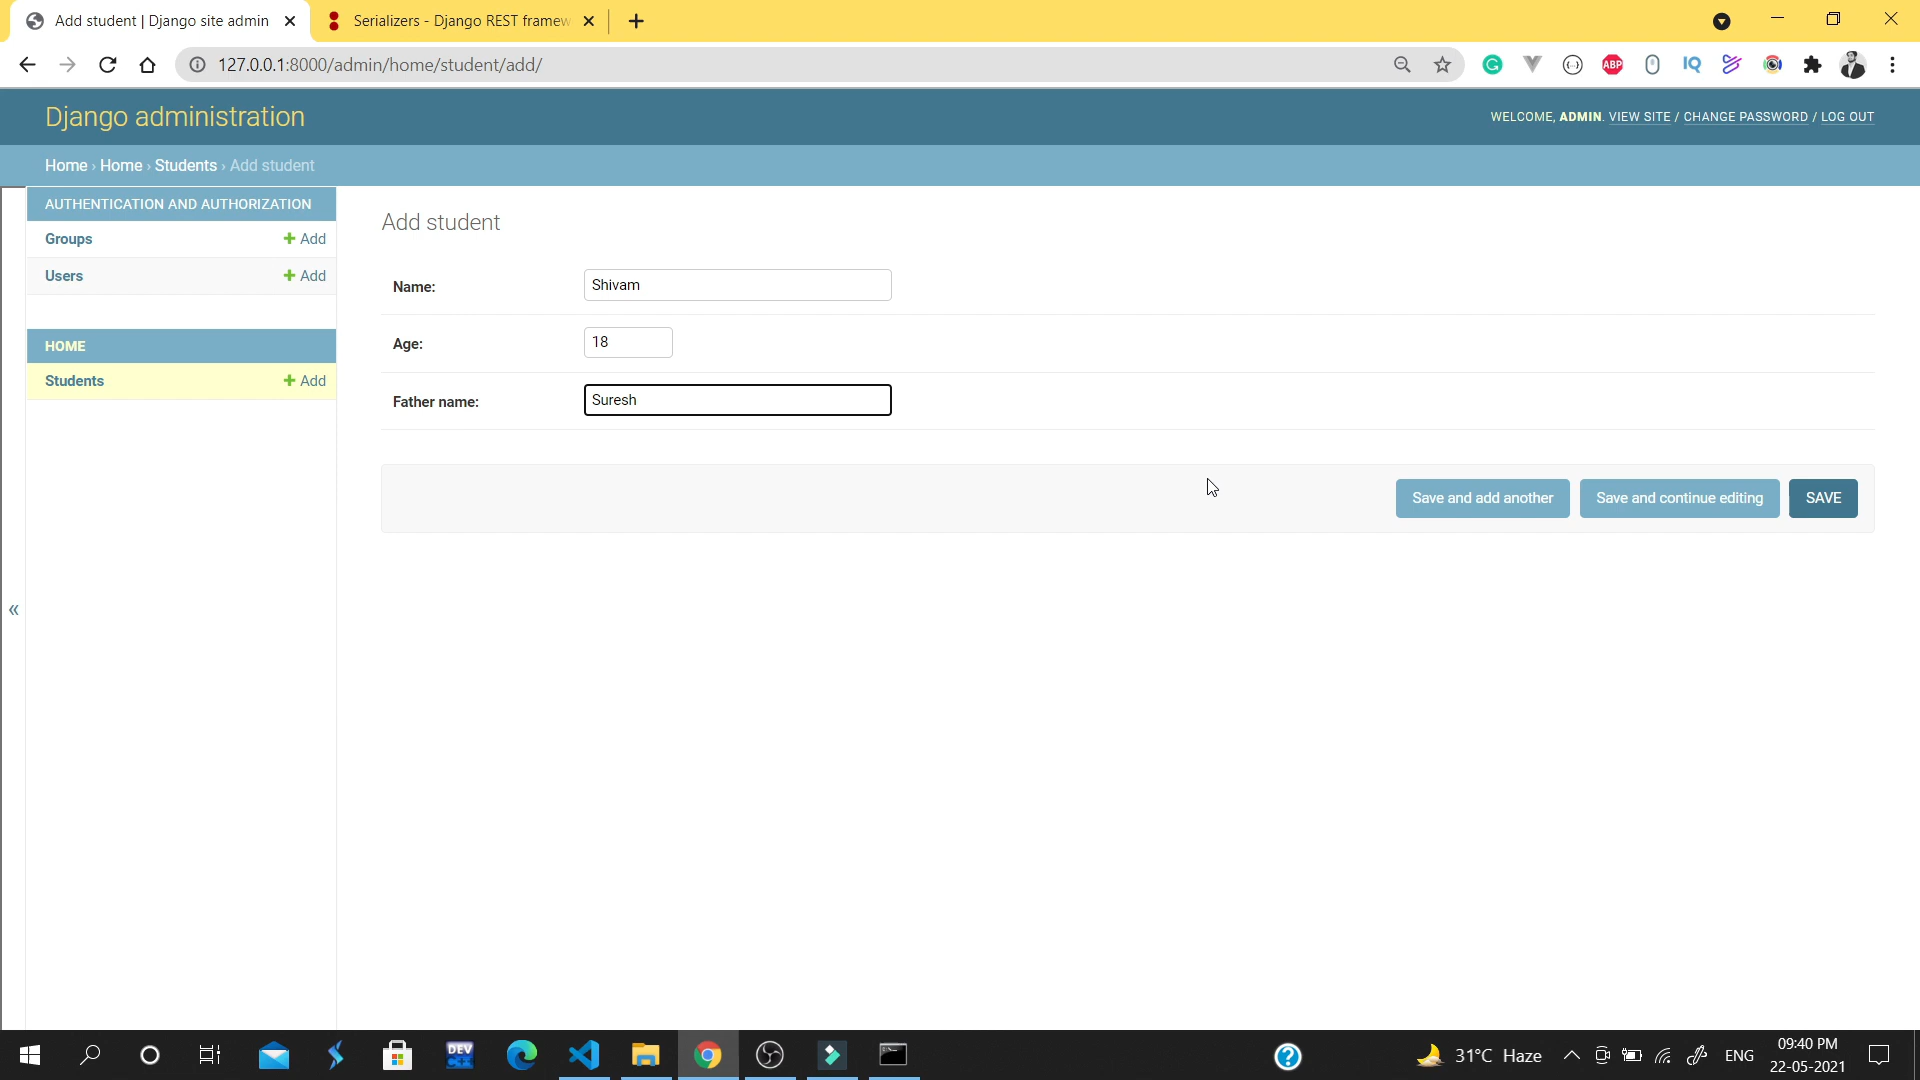 Add student | Django site admin
Serializers - Django REST framew
127.0.0.1:8000/admin/home/student/add/
ABP
IQ
Django administration
WELCOME, ADMIN. VIEW SITE / CHANGE PASSWORD / LOG OUT
Home › Home › Students › Add student
AUTHENTICATION AND AUTHORIZATION
Groups + Add
Users + Add
HOME
Students + Add
«
Add student
Name: Shivam
Age: 18
Father name: Suresh
Save and add another
Save and continue editing
SAVE
DEV
31°C Haze
ENG
09:40 PM
22-05-2021